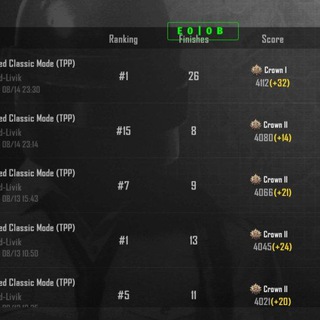 E O | O B
Ranking Finishes Score
ed Classic Mode (TPP)
d-Livik
08/14 23:30
#1 26 Crown I
4112(+32)
ed Classic Mode (TPP)
d-Livik
08/14 23:14
#15 8 Crown II
4080(+14)
ed Classic Mode (TPP)
d-Livik
08/13 15:43
#7 9 Crown II
4066(+21)
ed Classic Mode (TPP)
d-Livik
08/13 10:50
#1 13 Crown II
4045(+24)
ed Classic Mode (TPP)
d-Livik
#5 11 Crown II
4021(+20)